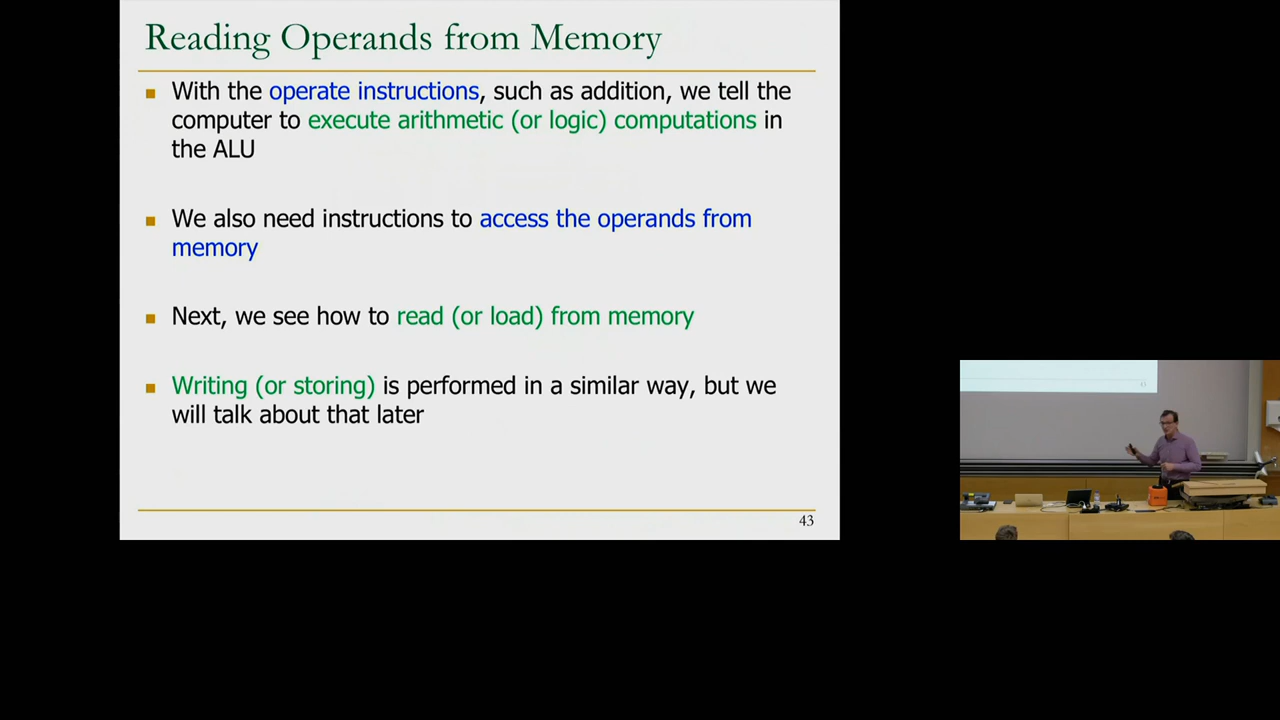 Reading Operands from Memory
With the operate instructions, such as addition, we tell the
computer to execute arithmetic (or logic) computations in
the ALU
We also need instructions to access the operands from
memory
Next, we see how to read (or load) from memory
Writing (or storing) is performed in a similar way, but we
will talk about that later
43